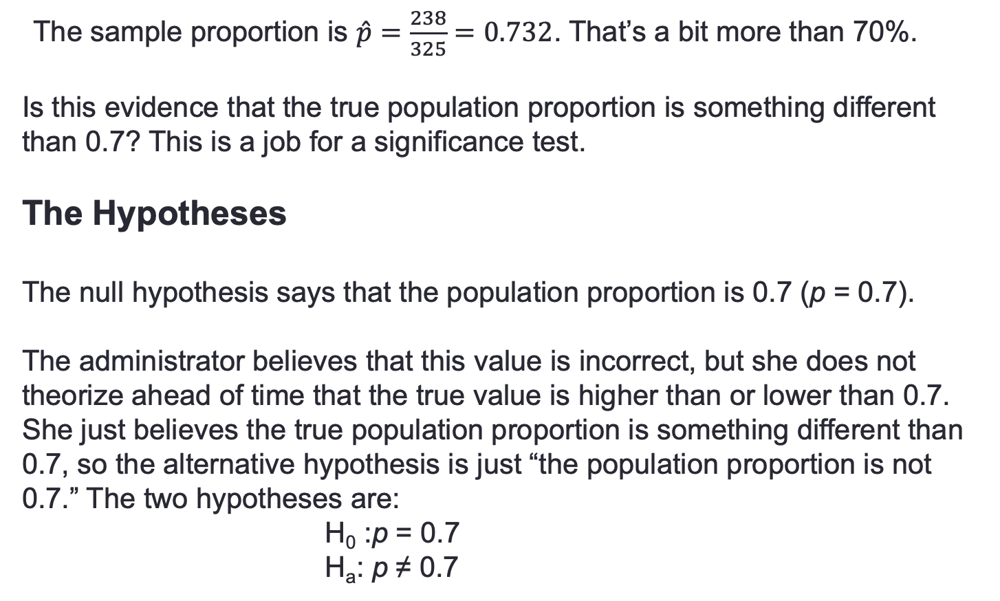 The sample proportion is p̂ = 238/325 = 0.732. That’s a bit more than 70%.
Is this evidence that the true population proportion is something different
than 0.7? This is a job for a significance test.
The Hypotheses
The null hypothesis says that the population proportion is 0.7 (p = 0.7).
The administrator believes that this value is incorrect, but she does not
theorize ahead of time that the true value is higher than or lower than 0.7.
She just believes the true population proportion is something different than
0.7, so the alternative hypothesis is just “the population proportion is not
0.7.” The two hypotheses are:
H₀ :p = 0.7
Hₐ: p ≠ 0.7